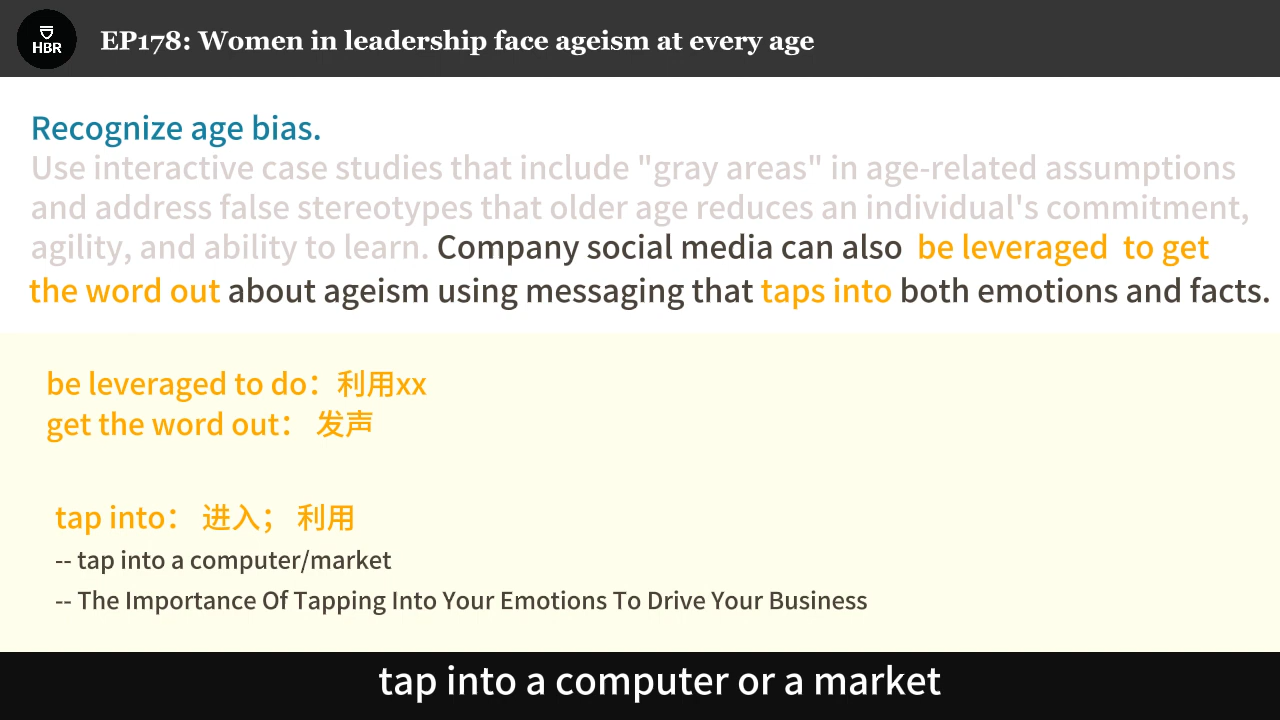 HBR
EP178: Women in leadership face ageism at every age
Recognize age bias.
Use interactive case studies that include "gray areas" in age-related assumptions
and address false stereotypes that older age reduces an individual's commitment,
agility, and ability to learn. Company social media can also be leveraged to get
the word out about ageism using messaging that taps into both emotions and facts.
be leveraged to do：利用xx
get the word out： 发声
tap into： 进入； 利用
-- tap into a computer/market
-- The Importance Of Tapping Into Your Emotions To Drive Your Business
tap into a computer or a market